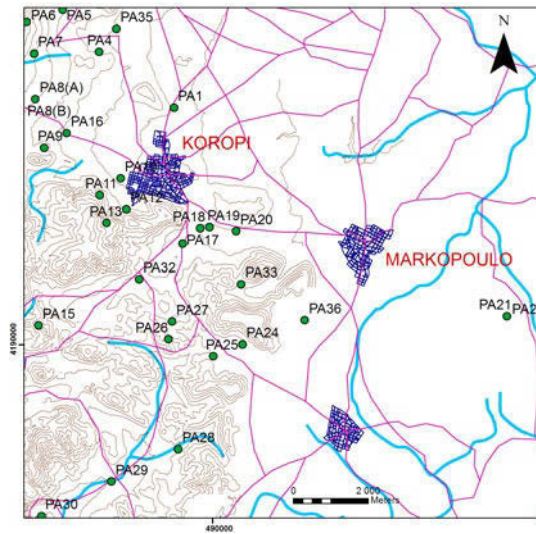 PA6
PA5
PA35
N
PA7
PA4
PA8(A)
PA8(B)
PA1
PA16
PA9
KOROPI
PA11
PA12
PA13
PA18
PA19
PA20
PA17
MARKOPOULO
PA32
PA33
PA15
PA27
PA36
PA21
PA26
PA24
PA25
4190000
PA28
PA29
PA30
0
2 000
Meters
490000